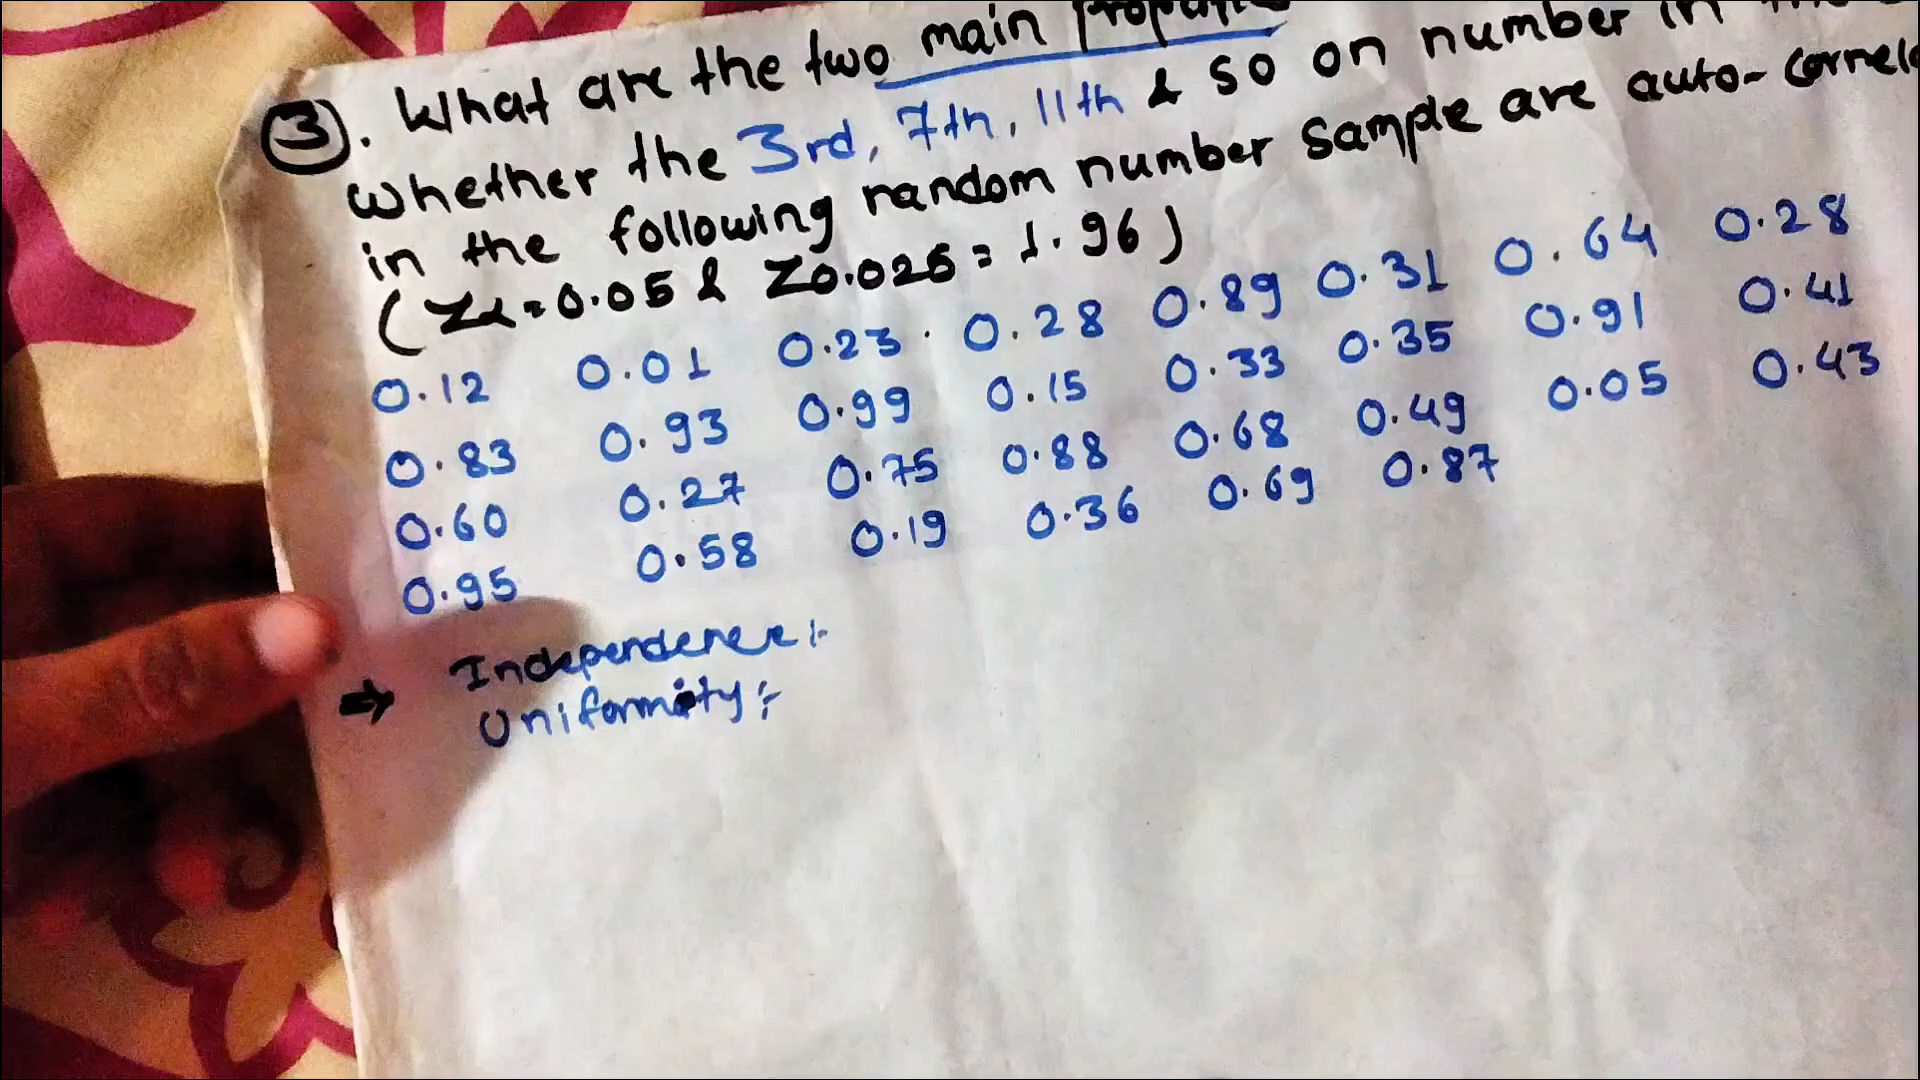 ③. What are the two main
whether the 3rd, 7th, 11th & so on number in
in the following random number sample are auto-
(Zα=0.05 & Z0.025 = 1.96)
0.12 0.01 0.23 0.28 0.89 0.31 0.64 0.28
0.83 0.93 0.99 0.15 0.33 0.35 0.91 0.41
0.60 0.27 0.75 0.88 0.68 0.49 0.05 0.43
0.95 0.58 0.19 0.36 0.69 0.87
⇒ Independence:-
Uniformity:-